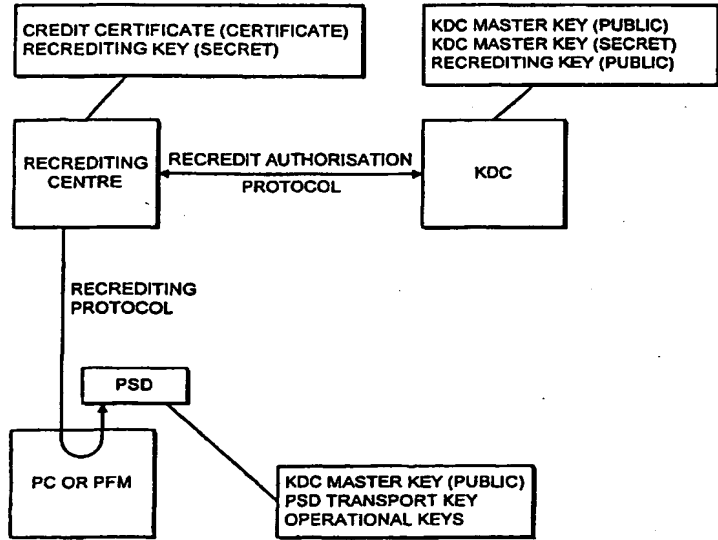 CREDIT CERTIFICATE (CERTIFICATE)
RECREDITING KEY (SECRET)
KDC MASTER KEY (PUBLIC)
KDC MASTER KEY (SECRET)
RECREDITING KEY (PUBLIC)
RECREDITING
CENTRE
RECREDIT AUTHORISATION
PROTOCOL
KDC
RECREDITING
PROTOCOL
PSD
PC OR PFM
KDC MASTER KEY (PUBLIC)
PSD TRANSPORT KEY
OPERATIONAL KEYS